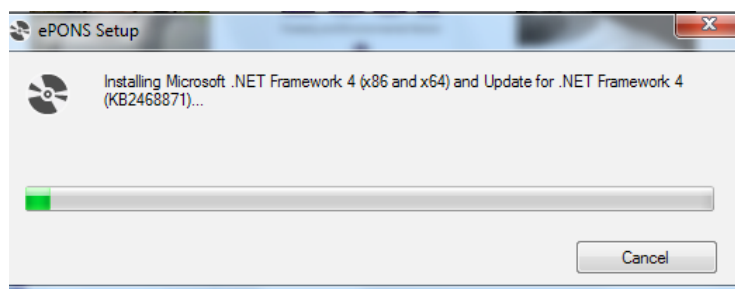 ePONS Setup
Installing Microsoft .NET Framework 4 (x86 and x64) and Update for .NET Framework 4
(KB2468871)...
Cancel